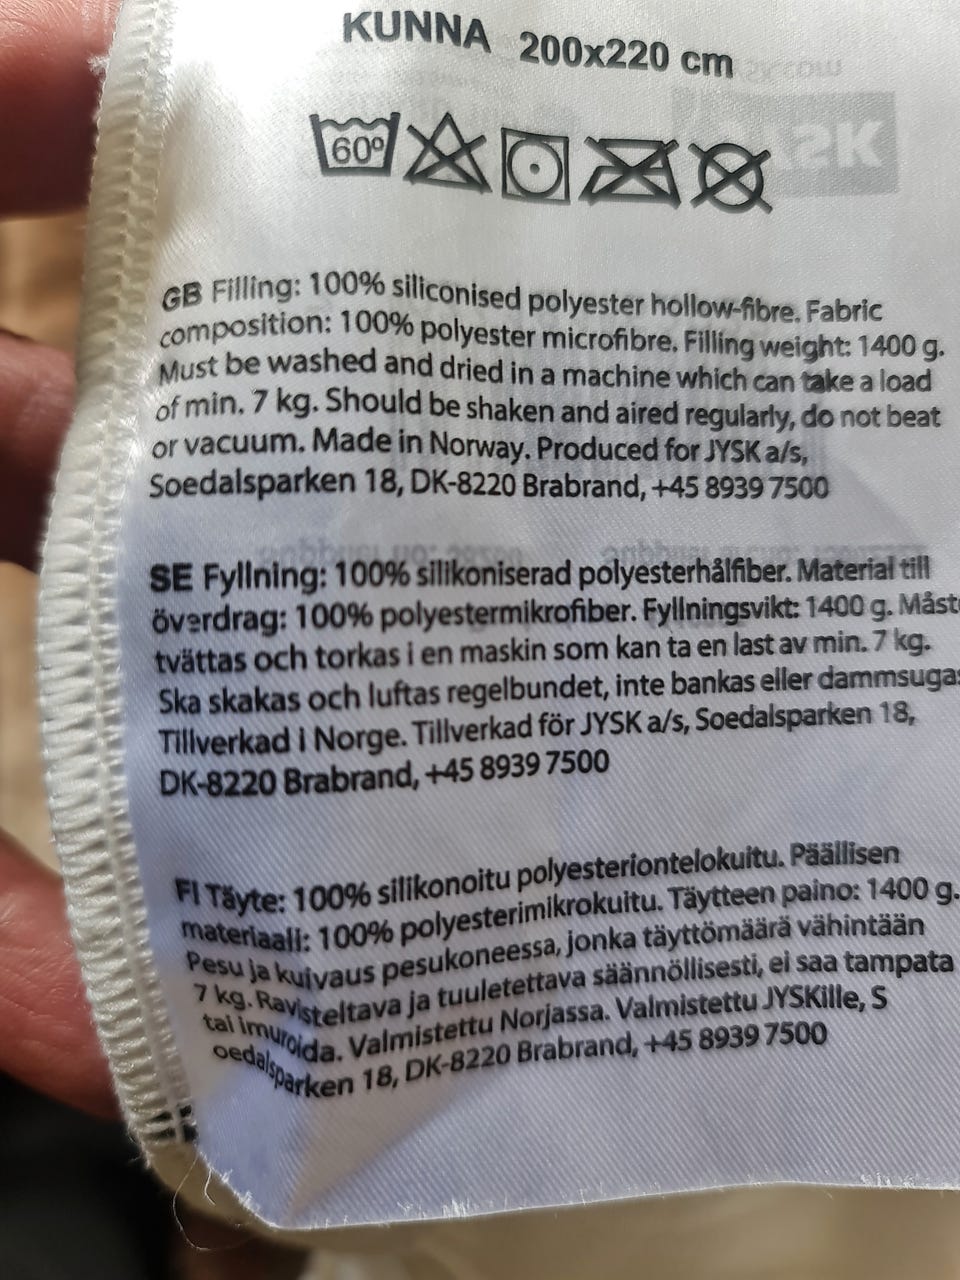 KUNNA 200x220 cm
60°
GB Filling: 100% siliconised polyester hollow-fibre. Fabric
composition: 100% polyester microfibre. Filling weight: 1400 g.
Must be washed and dried in a machine which can take a load
of min. 7 kg. Should be shaken and aired regularly, do not beat
or vacuum. Made in Norway. Produced for JYSK a/s,
Soedalsparken 18, DK-8220 Brabrand, +45 8939 7500
SE Fyllning: 100% silikoniserad polyesterhålfiber. Material till
överdrag: 100% polyestermikrofiber. Fyllningsvikt: 1400 g. Måste
tvättas och torkas i en maskin som kan ta en last av min. 7 kg.
Ska skakas och luftas regelbundet, inte bankas eller dammsugas
Tillverkad i Norge. Tillverkad för JYSK a/s, Soedalsparken 18,
DK-8220 Brabrand, +45 8939 7500
FI Täyte: 100% silikonoitu polyesteriontelokuitu. Päällisen
materiaali: 100% polyesterimikrokuitu. Täytteen paino: 1400 g.
Pesu ja kuivaus pesukoneessa, jonka täyttömäärä vähintään
7 kg. Ravisteltava ja tuuletettava säännöllisesti, ei saa tampata
tai imuroida. Valmistettu Norjassa. Valmistettu JYSKille, S
oedalsparken 18, DK-8220 Brabrand, +45 8939 7500